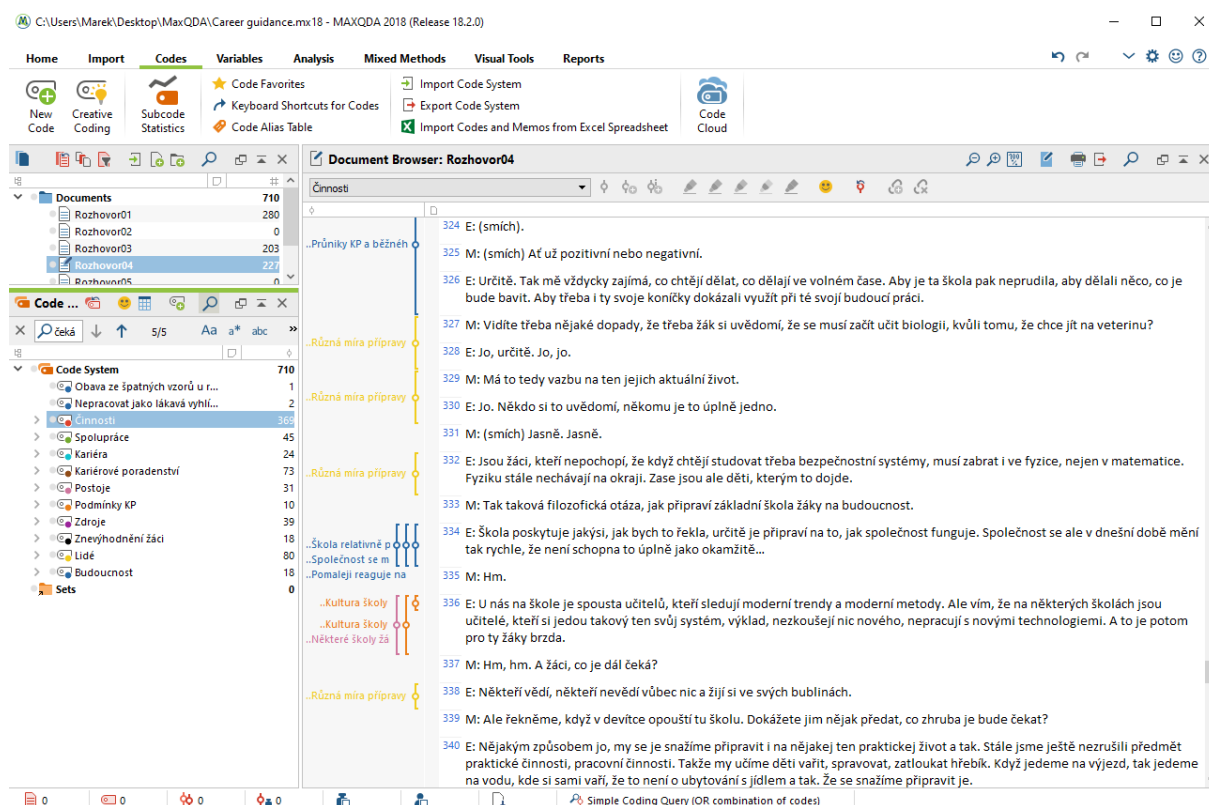 C:\Users\Marek\Desktop\MaxQDA\Career guidance.mx18 - MAXQDA 2018 (Release 18.2.0)
Home Import Codes Variables Analysis Mixed Methods Visual Tools Reports
New Code
Creative Coding
Subcode Statistics
Code Favorites
Keyboard Shortcuts for Codes
Code Alias Table
Import Code System
Export Code System
Import Codes and Memos from Excel Spreadsheet
Code Cloud
#
Documents 710
Rozhovor01 280
Rozhovor02 0
Rozhovor03 203
Rozhovor04 227
Rozhovor05 0
Code ...
čeká 5/5 Aa a* abc »
Code System 710
Obava ze špatných vzorů u r... 1
Nepracovat jako lákavá vyhlí... 2
Činnosti 369
Spolupráce 45
Kariéra 24
Kariérové poradenství 73
Postoje 31
Podmínky KP 10
Zdroje 39
Znevýhodnění žáci 18
Lidé 80
Budoucnost 18
Sets 0
Document Browser: Rozhovor04
Činnosti
..Průniky KP a běžnéh
..Různá míra přípravy
..Různá míra přípravy
..Různá míra přípravy
..Škola relativně p
..Společnost se m
..Pomaleji reaguje na
..Kultura školy
..Kultura školy
..Některé školy žá
..Různá míra přípravy
324 E: (smích).
325 M: (smích) Ať už pozitivní nebo negativní.
326 E: Určitě. Tak mě vždycky zajímá, co chtějí dělat, co dělají ve volném čase. Aby je ta škola pak neprudila, aby dělali něco, co je
bude bavit. Aby třeba i ty svoje koníčky dokázali využít při té svojí budoucí práci.
327 M: Vidíte třeba nějaké dopady, že třeba žák si uvědomí, že se musí začít učit biologii, kvůli tomu, že chce jít na veterinu?
328 E: Jo, určitě. Jo, jo.
329 M: Má to tedy vazbu na ten jejich aktuální život.
330 E: Jo. Někdo si to uvědomí, někomu je to úplně jedno.
331 M: (smích) Jasně. Jasně.
332 E: Jsou žáci, kteří nepochopí, že když chtějí studovat třeba bezpečnostní systémy, musí zabrat i ve fyzice, nejen v matematice.
Fyziku stále nechávají na okraji. Zase jsou ale děti, kterým to dojde.
333 M: Tak taková filozofická otáza, jak připraví základní škola žáky na budoucnost.
334 E: Škola poskytuje jakýsi, jak bych to řekla, určitě je připraví na to, jak společnost funguje. Společnost se ale v dnešní době mění
tak rychle, že není schopna to úplně jako okamžitě...
335 M: Hm.
336 E: U nás na škole je spousta učitelů, kteří sledují moderní trendy a moderní metody. Ale vím, že na některých školách jsou
učitelé, kteří si jedou takový ten svůj systém, výklad, nezkoušejí nic nového, nepracují s novými technologiemi. A to je potom
pro ty žáky brzda.
337 M: Hm, hm. A žáci, co je dál čeká?
338 E: Někteří vědí, někteří nevědí vůbec nic a žijí si ve svých bublinách.
339 M: Ale řekněme, když v devítce opouští tu školu. Dokážete jim nějak předat, co zhruba je bude čekat?
340 E: Nějakým způsobem jo, my se je snažíme připravit i na nějakej ten praktickej život a tak. Stále jsme ještě nezrušili předmět
praktické činnosti, pracovní činnosti. Takže my učíme děti vařit, spravovat, zatloukat hřebík. Když jedeme na výjezd, tak jedeme
na vodu, kde si sami vaří, že to není o ubytování s jídlem a tak. Že se snažíme připravit je.
0 0 0 0 Simple Coding Query (OR combination of codes)